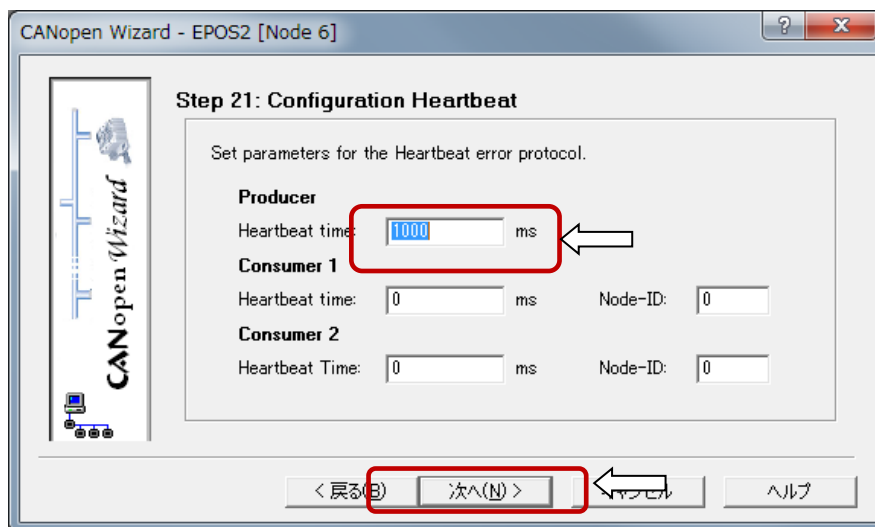 CANopen Wizard - EPOS2 [Node 6]
CANopen Wizard
Step 21: Configuration Heartbeat
Set parameters for the Heartbeat error protocol.
Producer
Heartbeat time: 1000 ms
Consumer 1
Heartbeat time: 0 ms Node-ID: 0
Consumer 2
Heartbeat Time: 0 ms Node-ID: 0
< 戻る(B) 次へ(N) > ヘルプ